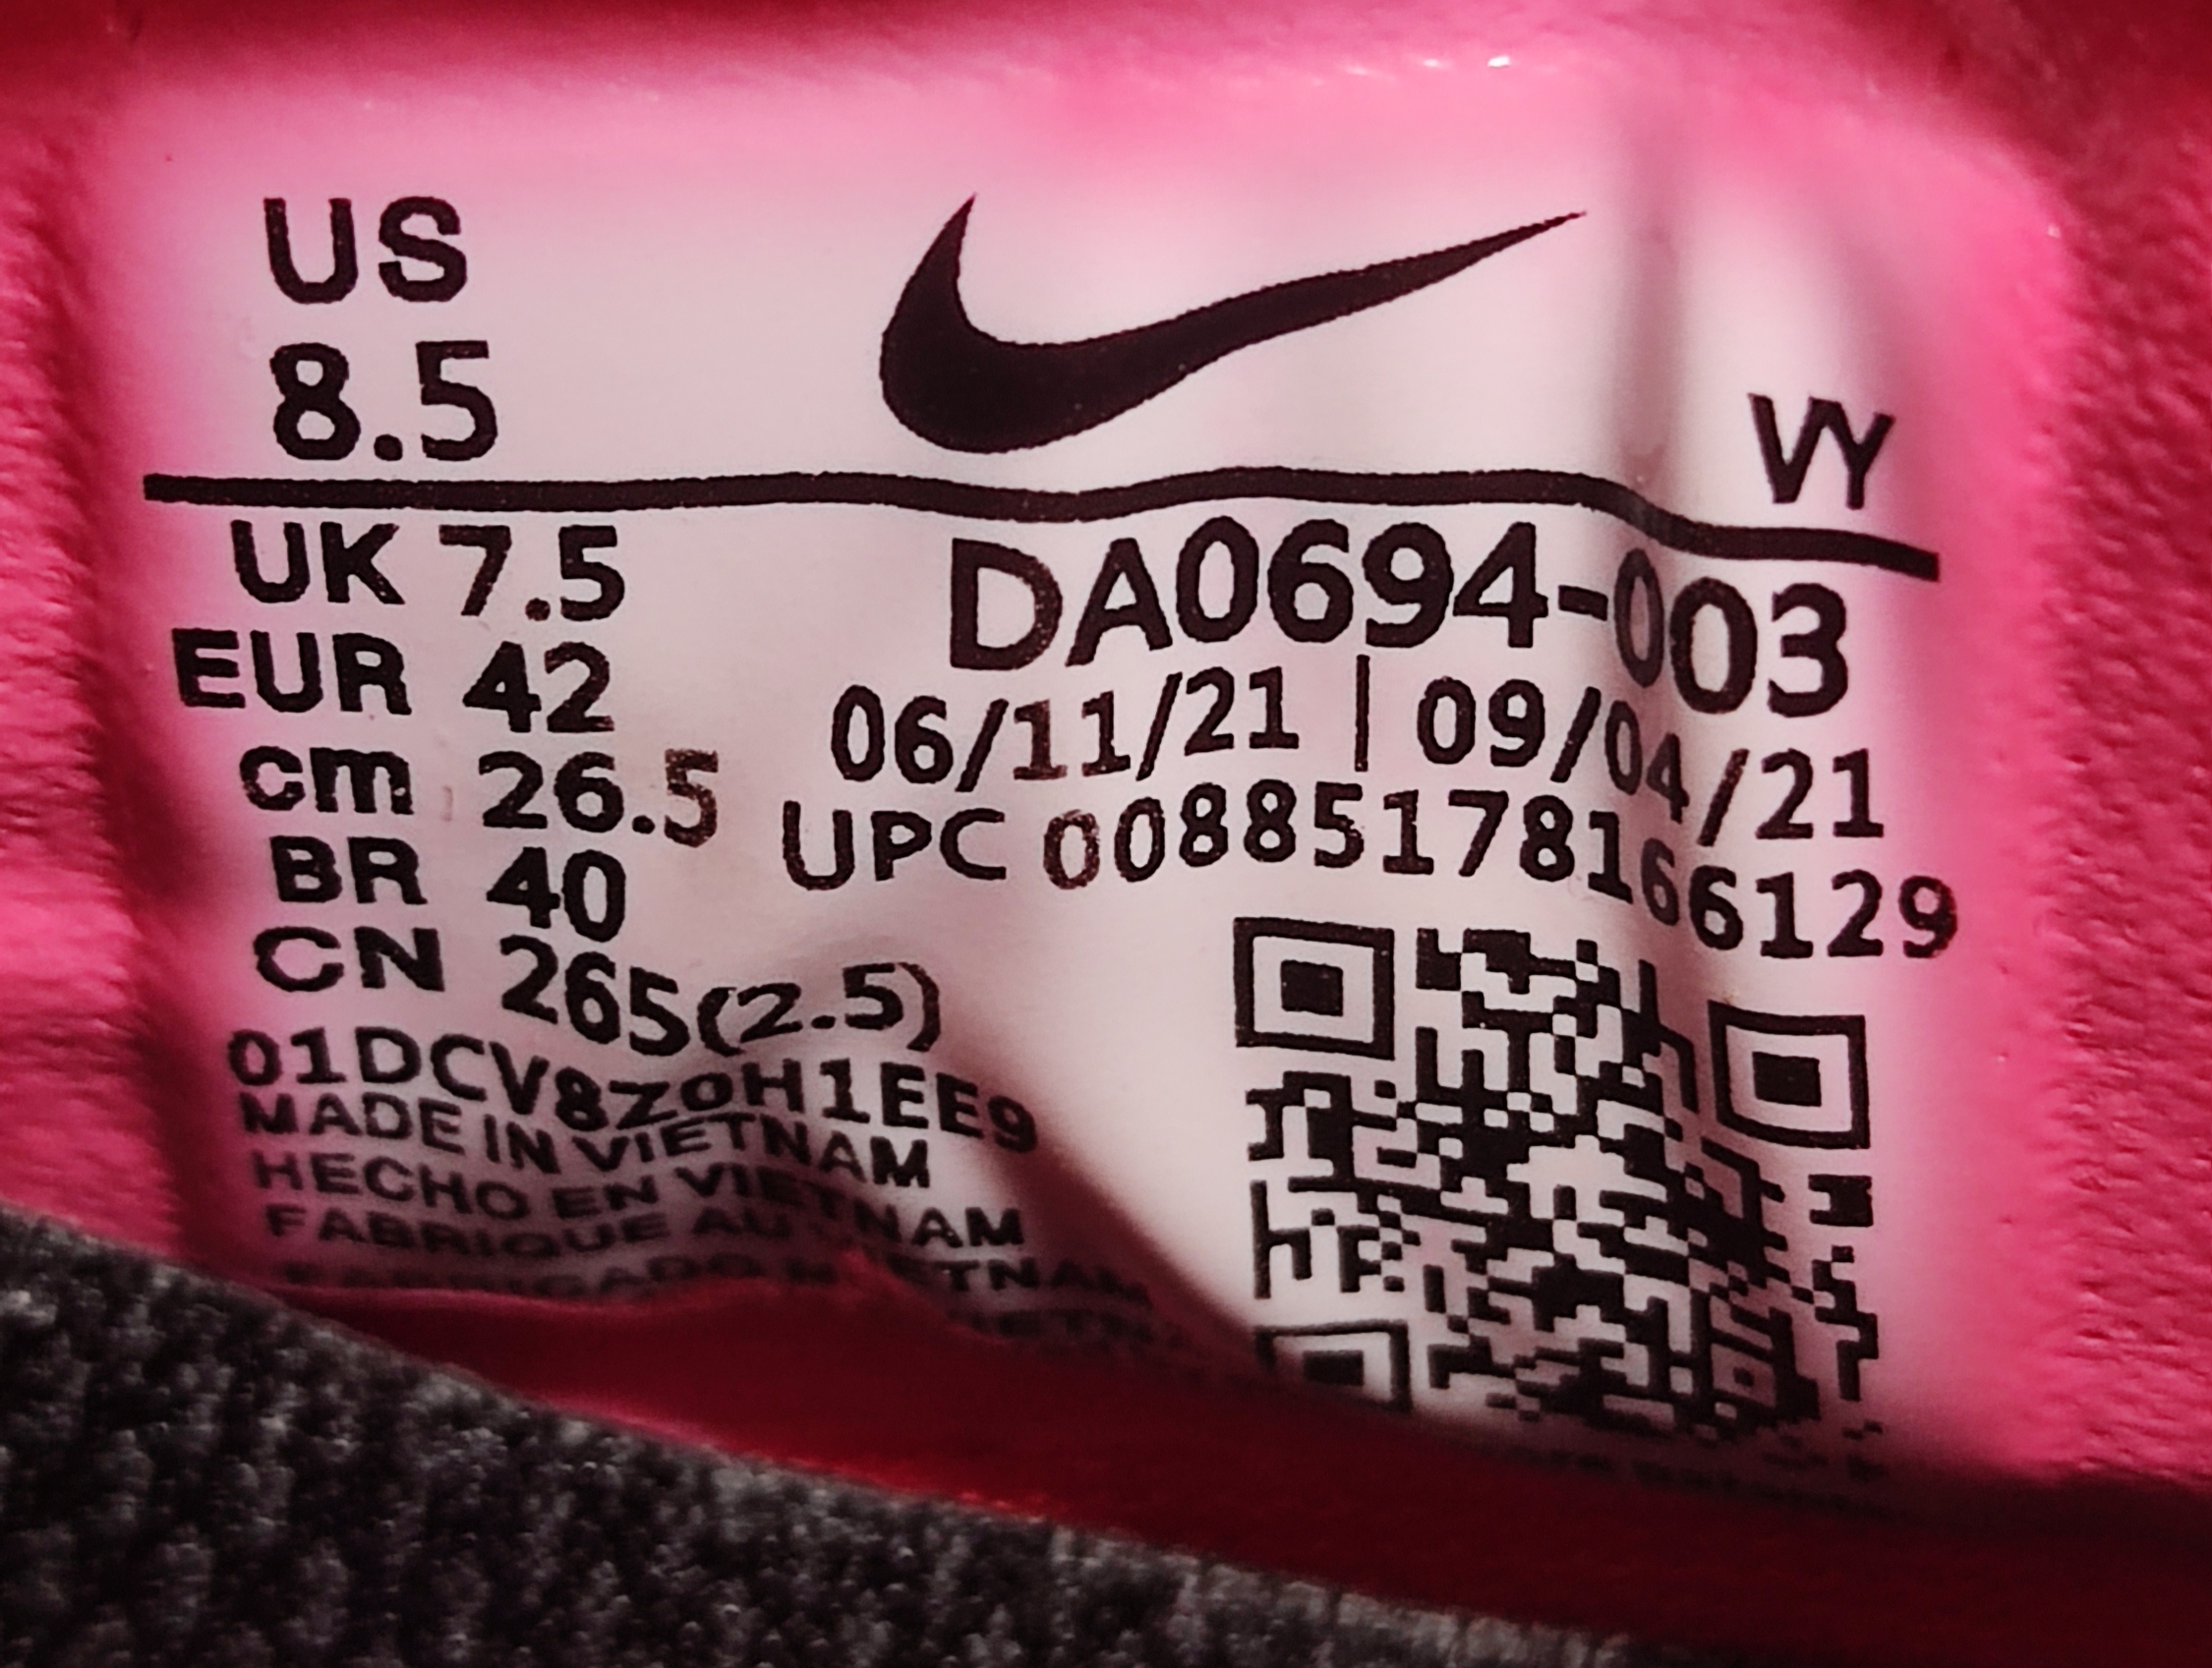 US
8.5
VY
UK 7.5
EUR 42
cm 26.5
BR 40
CN 265(2.5)
DA0694-003
06/11/21 | 09/04/21
UPC 00885178166129
01DCV8Z0H1EE9
MADE IN VIETNAM
HECHO EN VIETNAM
FABRIQUE AU VIETNAM